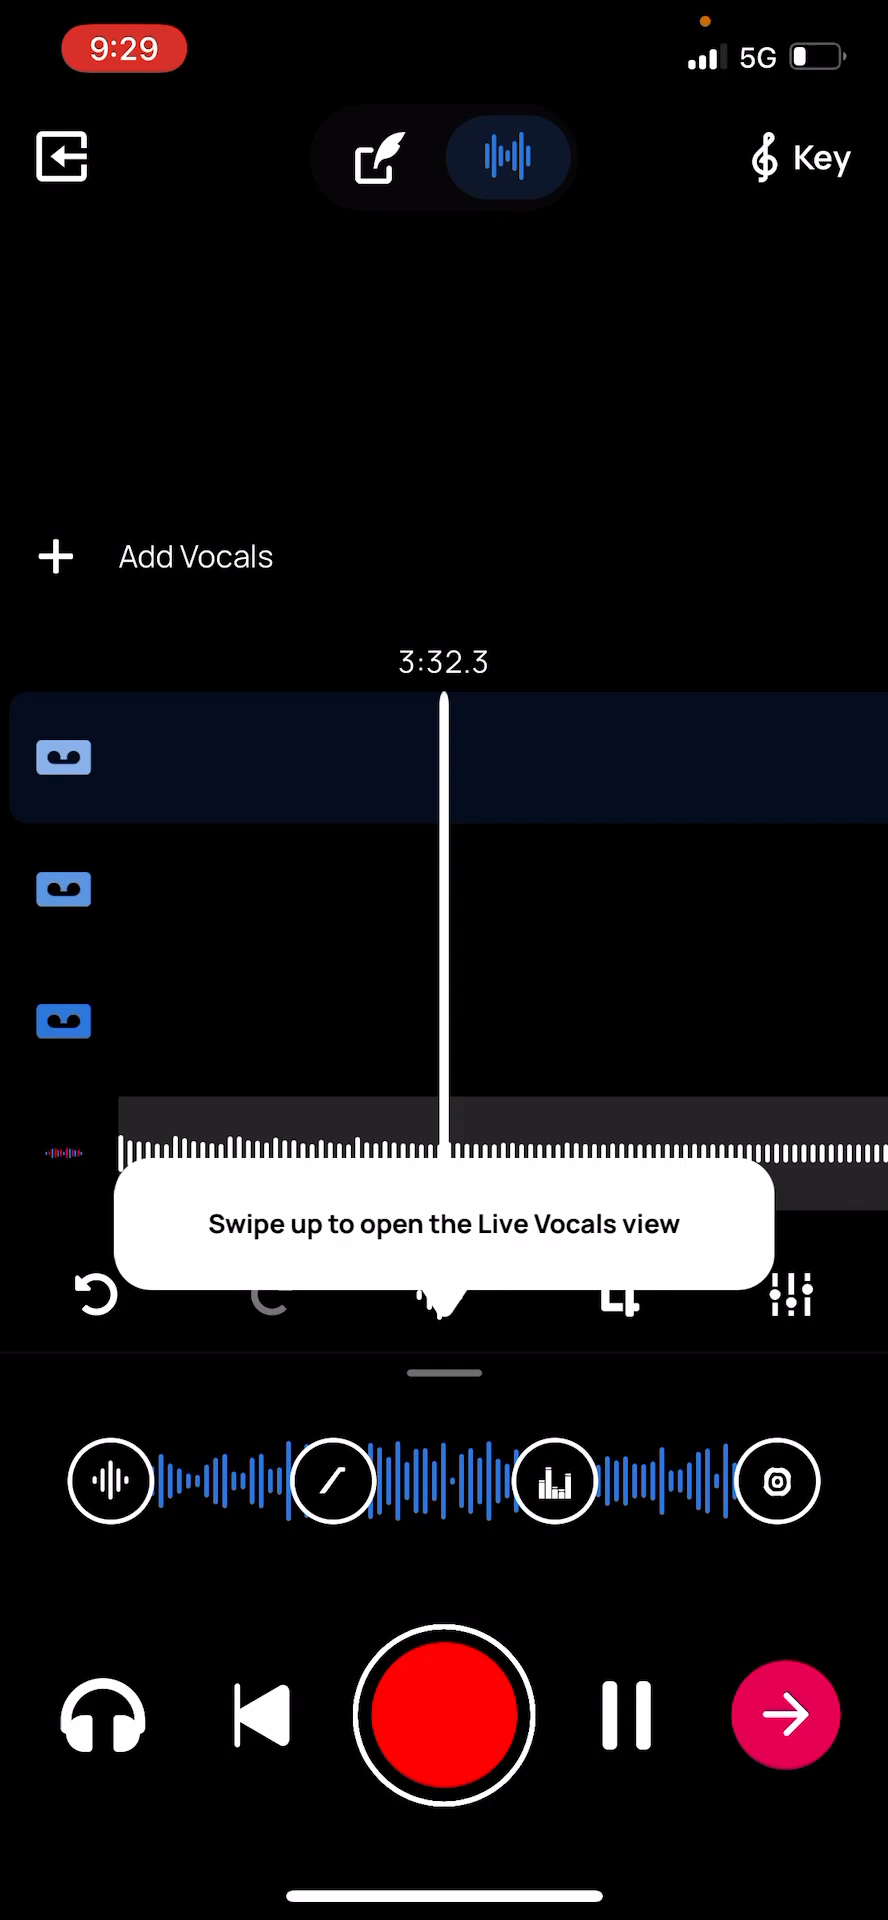 9:29
5G
Key
Add Vocals
3:32.3
Swipe up to open the Live Vocals view